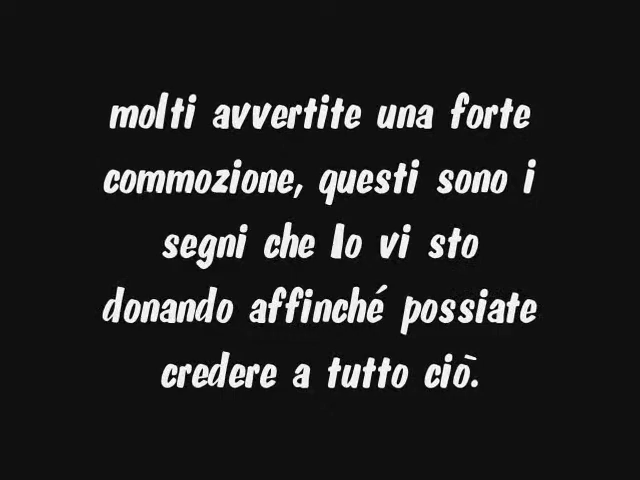 molti avvertite una forte
commozione, questi sono i
segni che Io vi sto
donando affinché possiate
credere a tutto ciò.